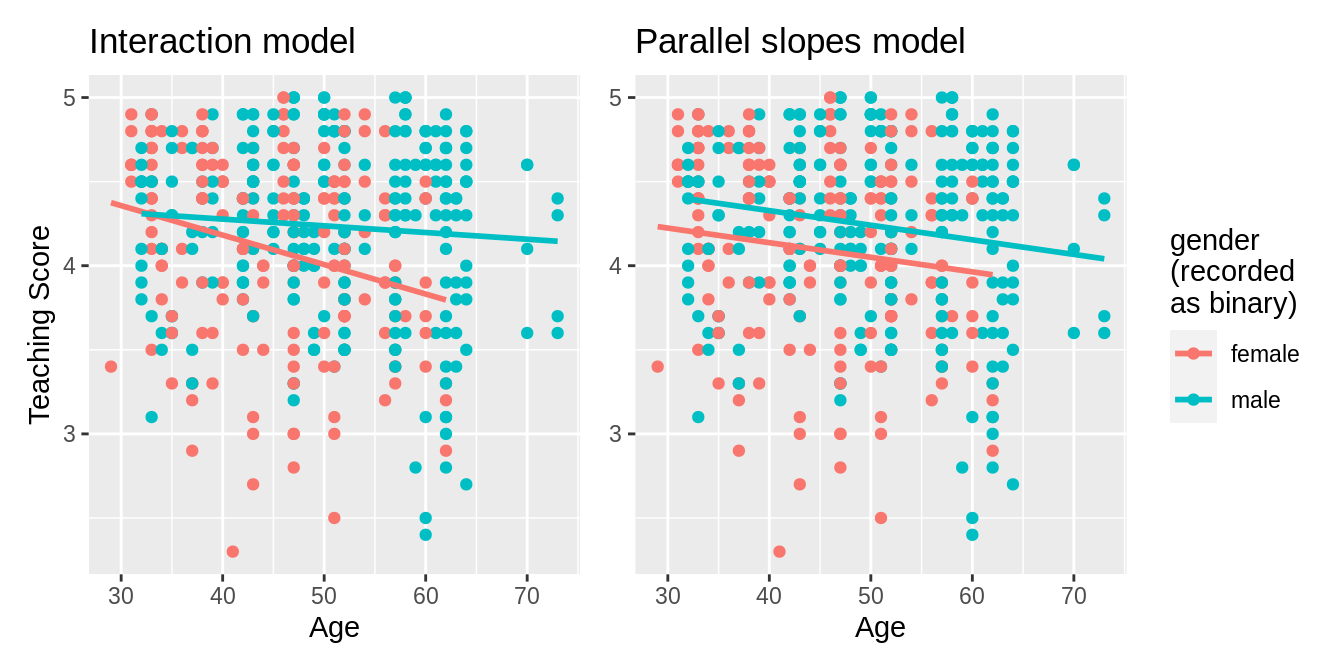 Interaction model
Parallel slopes model
Teaching Score
5
4
3
30 40 50 60 70
Age
5
4
3
30 40 50 60 70
Age
gender
(recorded
as binary)
female
male